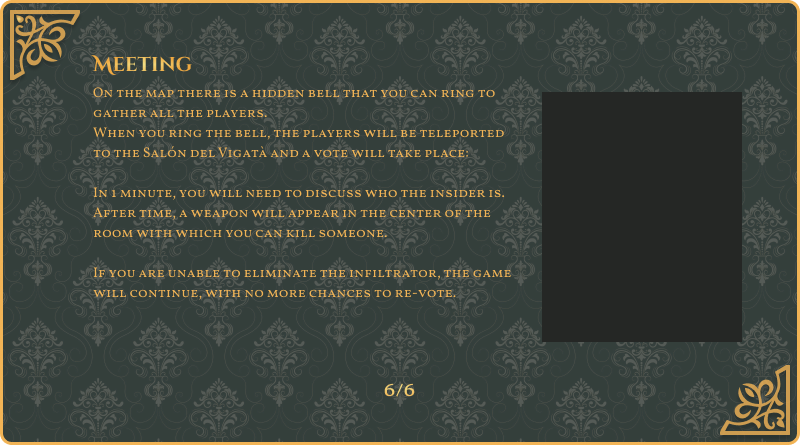 Meeting
On the map there is a hidden bell that you can ring to
gather all the players.
When you ring the bell, the players will be teleported
to the Salón del Vigatà and a vote will take place:
In 1 minute, you will need to discuss who the insider is.
After time, a weapon will appear in the center of the
room with which you can kill someone.
If you are unable to eliminate the infiltrator, the game
will continue, with no more chances to re-vote.
6/6